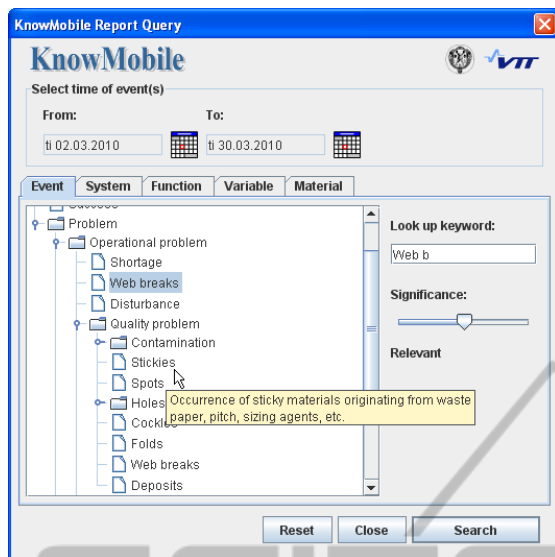 KnowMobile Report Query
KnowMobile
VTT
Select time of event(s)
From:
To:
ti 02.03.2010
ti 30.03.2010
Event
System
Function
Variable
Material
Success
Problem
Operational problem
Shortage
Web breaks
Disturbance
Quality problem
Contamination
Stickies
Spots
Holes
Cockles
Folds
Web breaks
Deposits
Occurrence of sticky materials originating from waste
paper, pitch, sizing agents, etc.
Look up keyword:
Web b
Significance:
Relevant
Reset
Close
Search